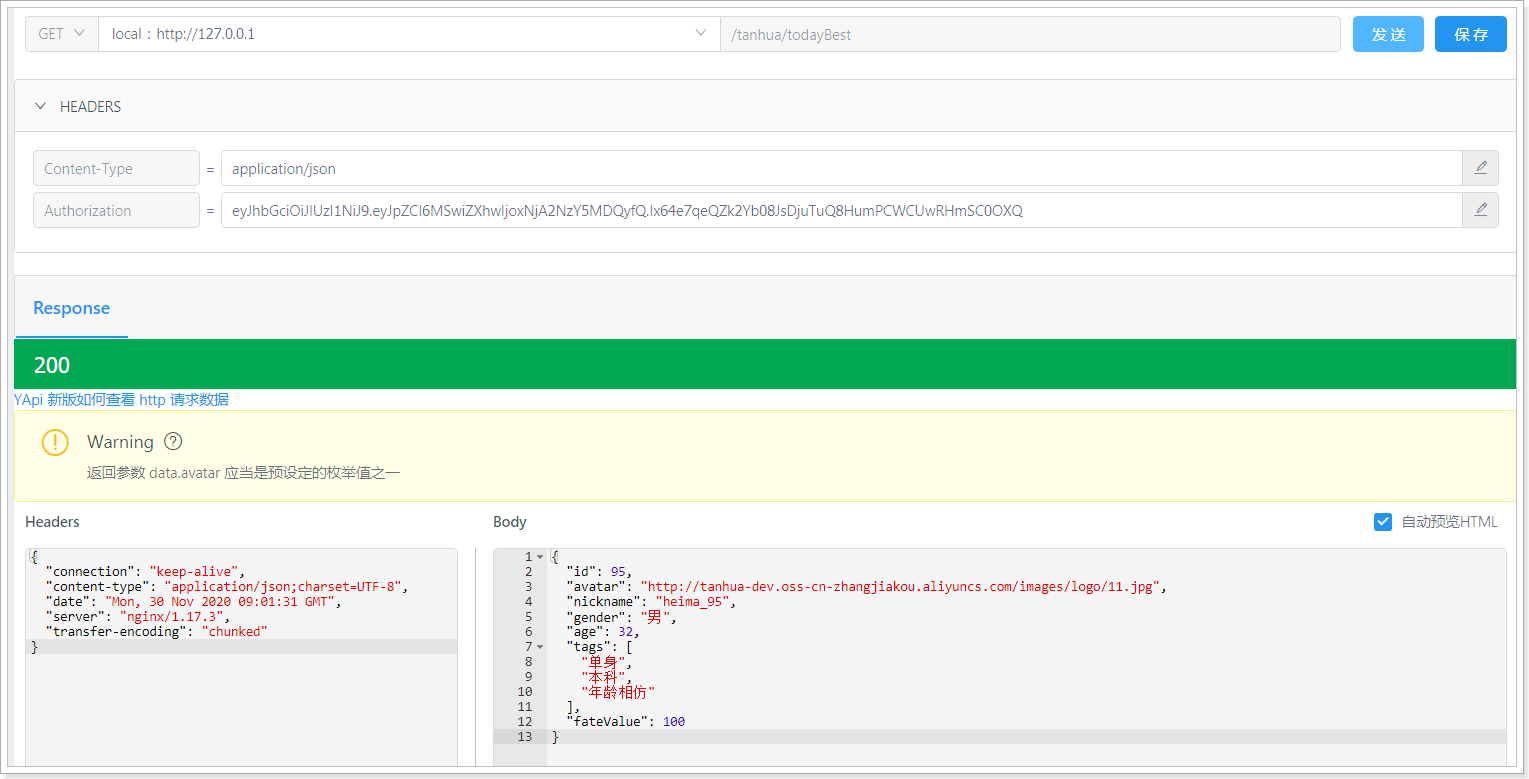 GET local : http://127.0.0.1 /tanhua/todayBest 发 送 保 存
HEADERS
Content-Type = application/json
Authorization = eyJhbGciOiJIUzI1NiJ9.eyJpZCI6MSwiZXhwIjoxNjA2NzY5MDQyfQ.Ix64e7qeQZk2Yb08JsDjuTuQ8HumPCWCUwRHmSC0OXQ
Response
200
YApi 新版如何查看 http 请求数据
Warning
返回参数 data.avatar 应当是预设定的枚举值之一
Headers
{
"connection": "keep-alive",
"content-type": "application/json;charset=UTF-8",
"date": "Mon, 30 Nov 2020 09:01:31 GMT",
"server": "nginx/1.17.3",
"transfer-encoding": "chunked"
}
Body 自动预览HTML
1 {
2 "id": 95,
3 "avatar": "http://tanhua-dev.oss-cn-zhangjiakou.aliyuncs.com/images/logo/11.jpg",
4 "nickname": "heima_95",
5 "gender": "男",
6 "age": 32,
7 "tags": [
8 "单身",
9 "本科",
10 "年龄相仿"
11 ],
12 "fateValue": 100
13 }